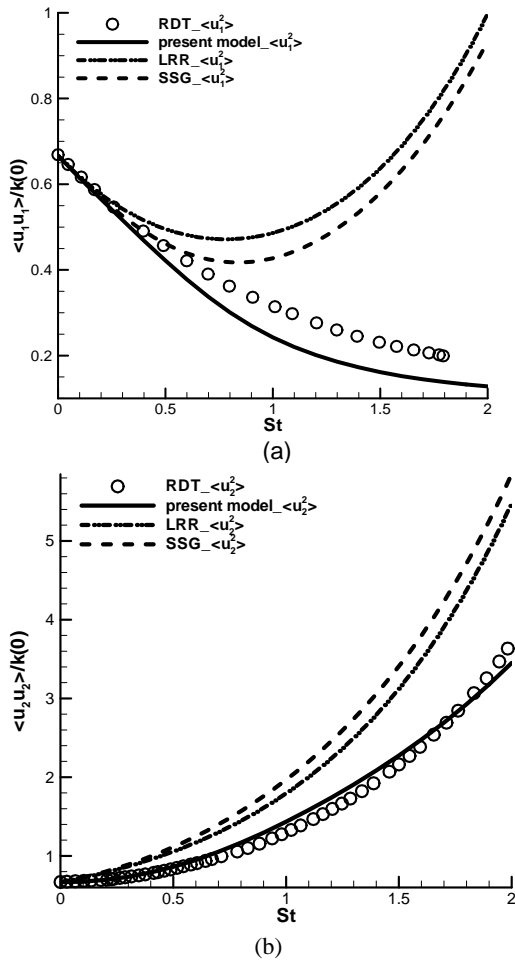 RDT_<u₁²>
present model_<u₁²>
LRR_<u₁²>
SSG_<u₁²>
<u₁u₁>/k(0)
1
0.8
0.6
0.4
0.2
0 0.5 1 1.5 2
St
(a)
RDT_<u₂²>
present model_<u₂²>
LRR_<u₂²>
SSG_<u₂²>
<u₂u₂>/k(0)
5
4
3
2
1
0 0.5 1 1.5 2
St
(b)